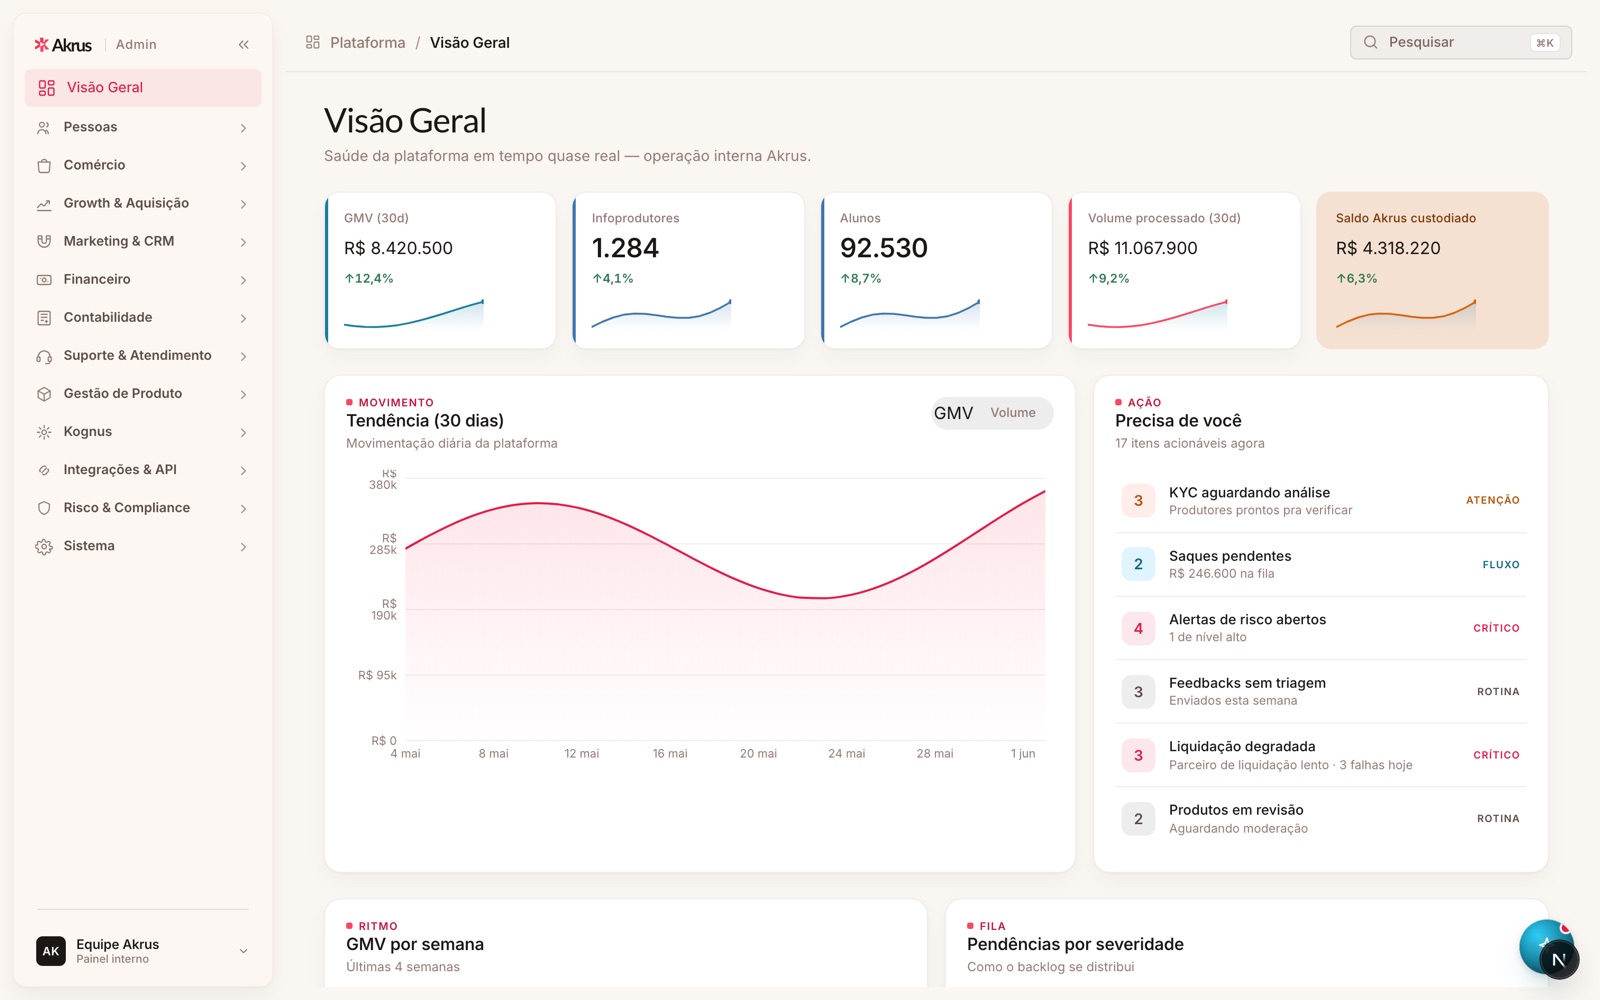 Akrus
Admin
Visão Geral
Pessoas
Comércio
Growth & Aquisição
Marketing & CRM
Financeiro
Contabilidade
Suporte & Atendimento
Gestão de Produto
Kognus
Integrações & API
Risco & Compliance
Sistema
AK
Equipe Akrus
Painel interno
Plataforma / Visão Geral
Pesquisar
⌘K
Visão Geral
Saúde da plataforma em tempo quase real — operação interna Akrus.
GMV (30d)
R$ 8.420.500
↑12,4%
Infoprodutores
1.284
↑4,1%
Alunos
92.530
↑8,7%
Volume processado (30d)
R$ 11.067.900
↑9,2%
Saldo Akrus custodiado
R$ 4.318.220
↑6,3%
MOVIMENTO
Tendência (30 dias)
Movimentação diária da plataforma
GMV
Volume
R$
380k
R$
285k
R$
190k
R$ 95k
R$ 0
4 mai
8 mai
12 mai
16 mai
20 mai
24 mai
28 mai
1 jun
AÇÃO
Precisa de você
17 itens acionáveis agora
3
KYC aguardando análise
Produtores prontos pra verificar
ATENÇÃO
2
Saques pendentes
R$ 246.600 na fila
FLUXO
4
Alertas de risco abertos
1 de nível alto
CRÍTICO
3
Feedbacks sem triagem
Enviados esta semana
ROTINA
3
Liquidação degradada
Parceiro de liquidação lento · 3 falhas hoje
CRÍTICO
2
Produtos em revisão
Aguardando moderação
ROTINA
RITMO
GMV por semana
Últimas 4 semanas
FILA
Pendências por severidade
Como o backlog se distribui
N